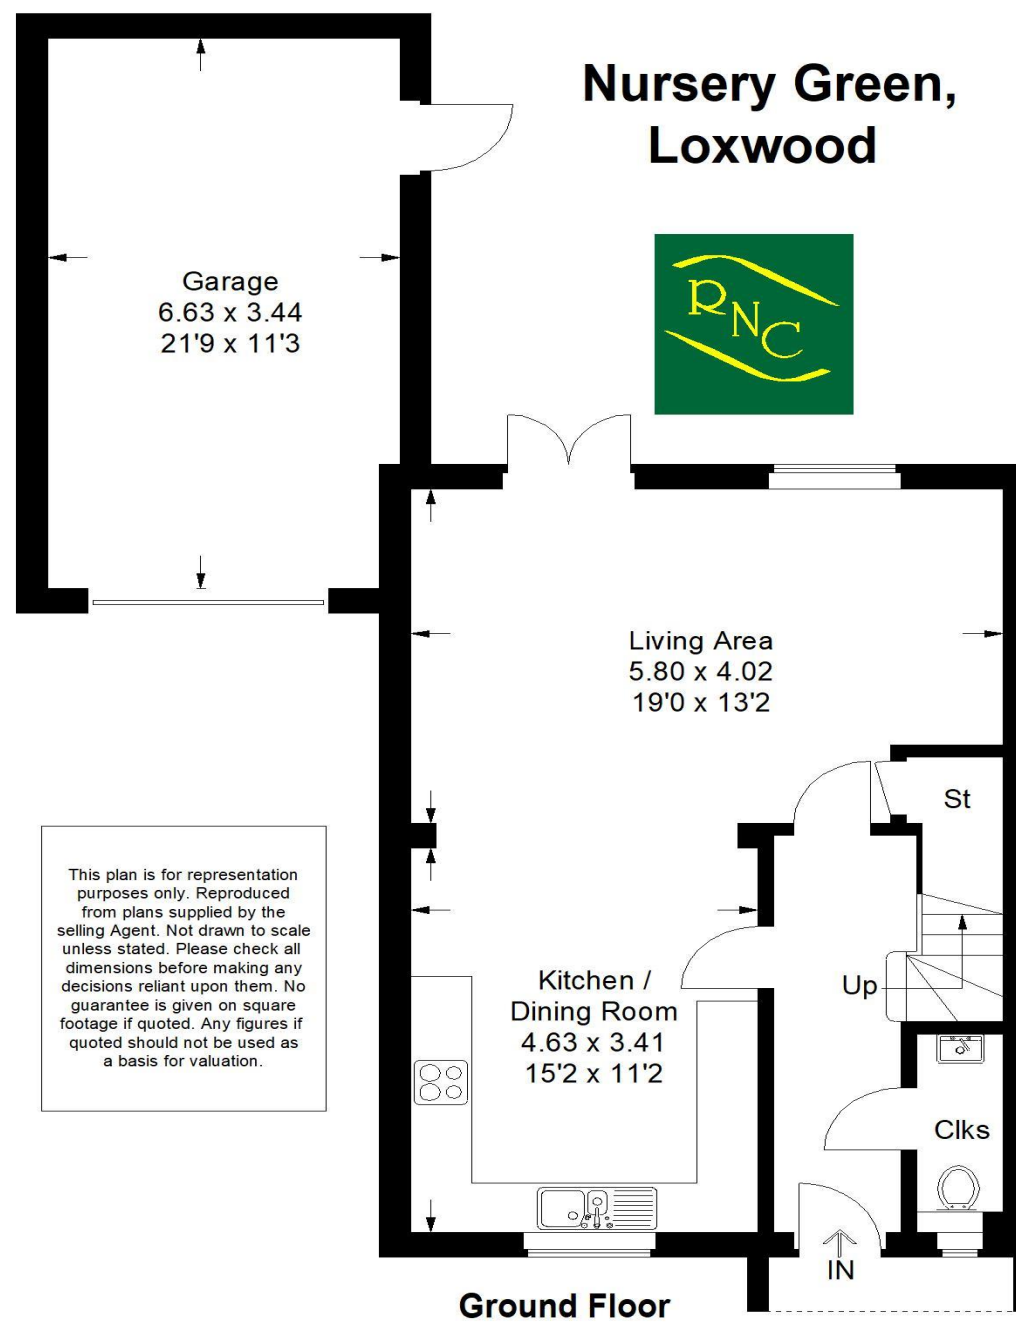 Nursery Green,
Loxwood
RNC
Garage
6.63 x 3.44
21'9 x 11'3
Living Area
5.80 x 4.02
19'0 x 13'2
St
This plan is for representation
purposes only. Reproduced
from plans supplied by the
selling Agent. Not drawn to scale
unless stated. Please check all
dimensions before making any
decisions reliant upon them. No
guarantee is given on square
footage if quoted. Any figures if
quoted should not be used as
a basis for valuation.
Kitchen /
Dining Room
4.63 x 3.41
15'2 x 11'2
Up
Clks
IN
Ground Floor